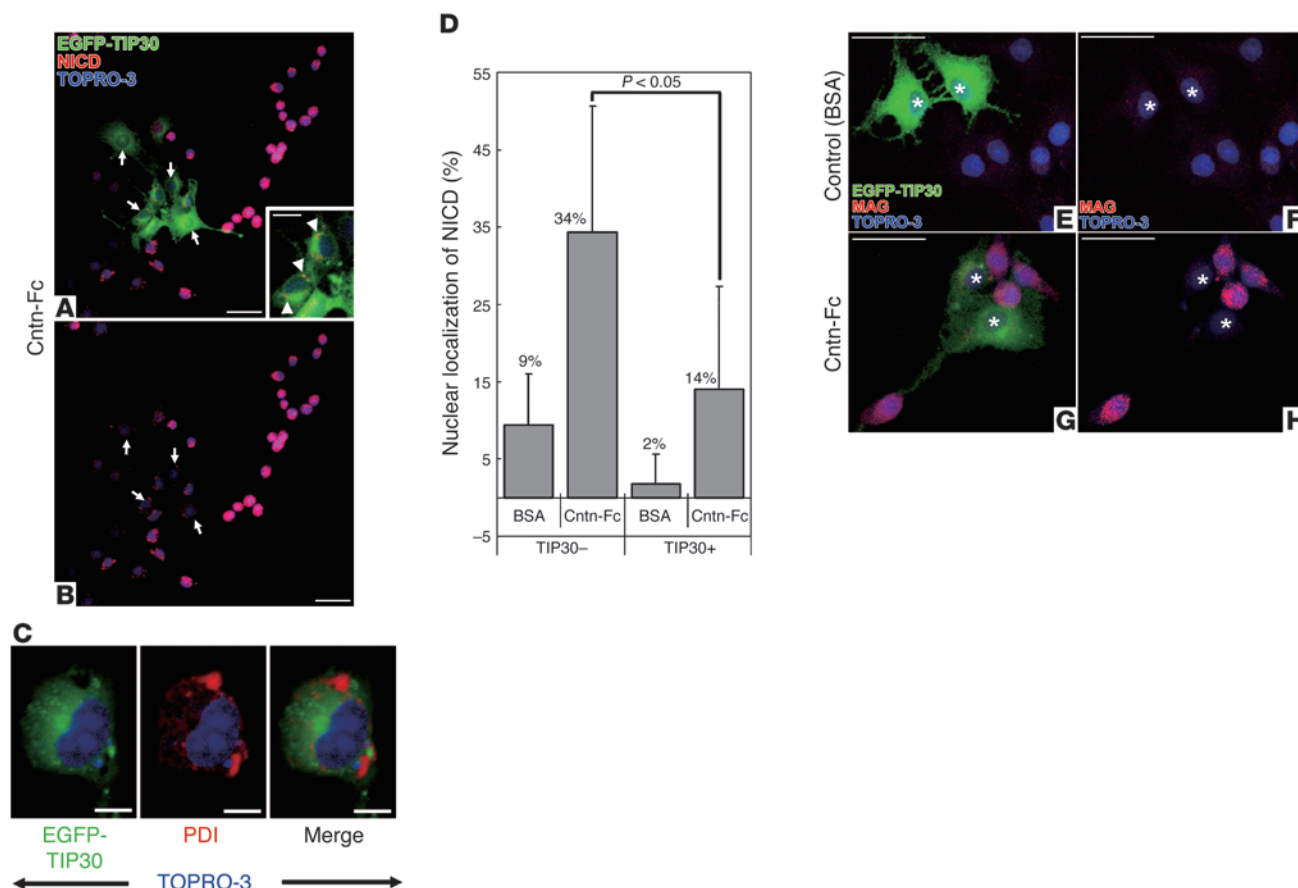 EGFP-TIP30
NICD
TOPRO-3
A
Cntn-Fc
B
C
EGFP-
TIP30
PDI
Merge
TOPRO-3
D
Nuclear localization of NICD (%)
55
45
35
25
15
5
–5
P < 0.05
9%
34%
2%
14%
BSA
Cntn-Fc
BSA
Cntn-Fc
TIP30–
TIP30+
Control (BSA)
EGFP-TIP30
MAG
TOPRO-3
E
MAG
TOPRO-3
F
Cntn-Fc
G
H